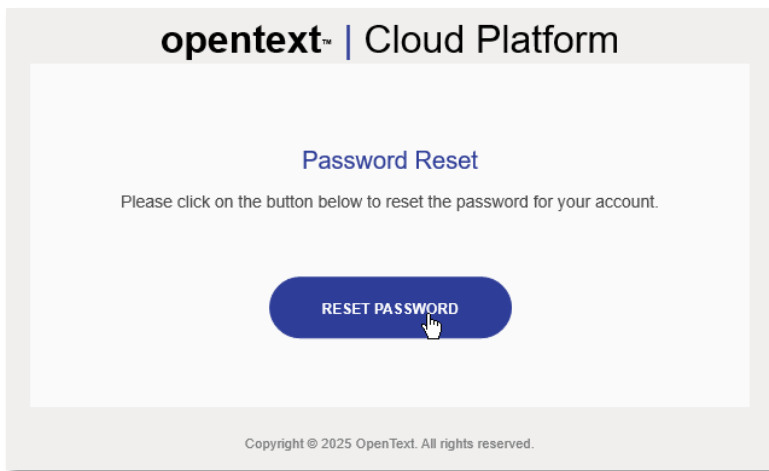 opentext™ | Cloud Platform
Password Reset
Please click on the button below to reset the password for your account.
RESET PASSWORD
Copyright © 2025 OpenText. All rights reserved.